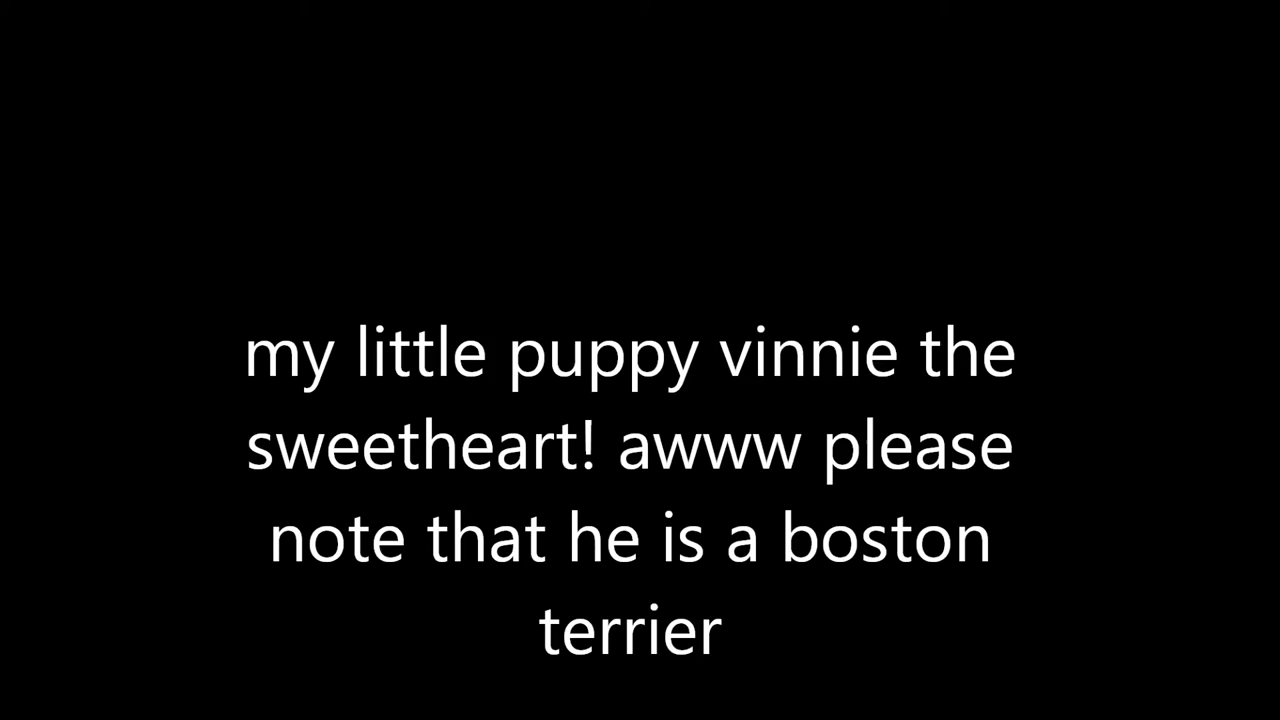 my little puppy vinnie the
sweetheart! awww please
note that he is a boston
terrier